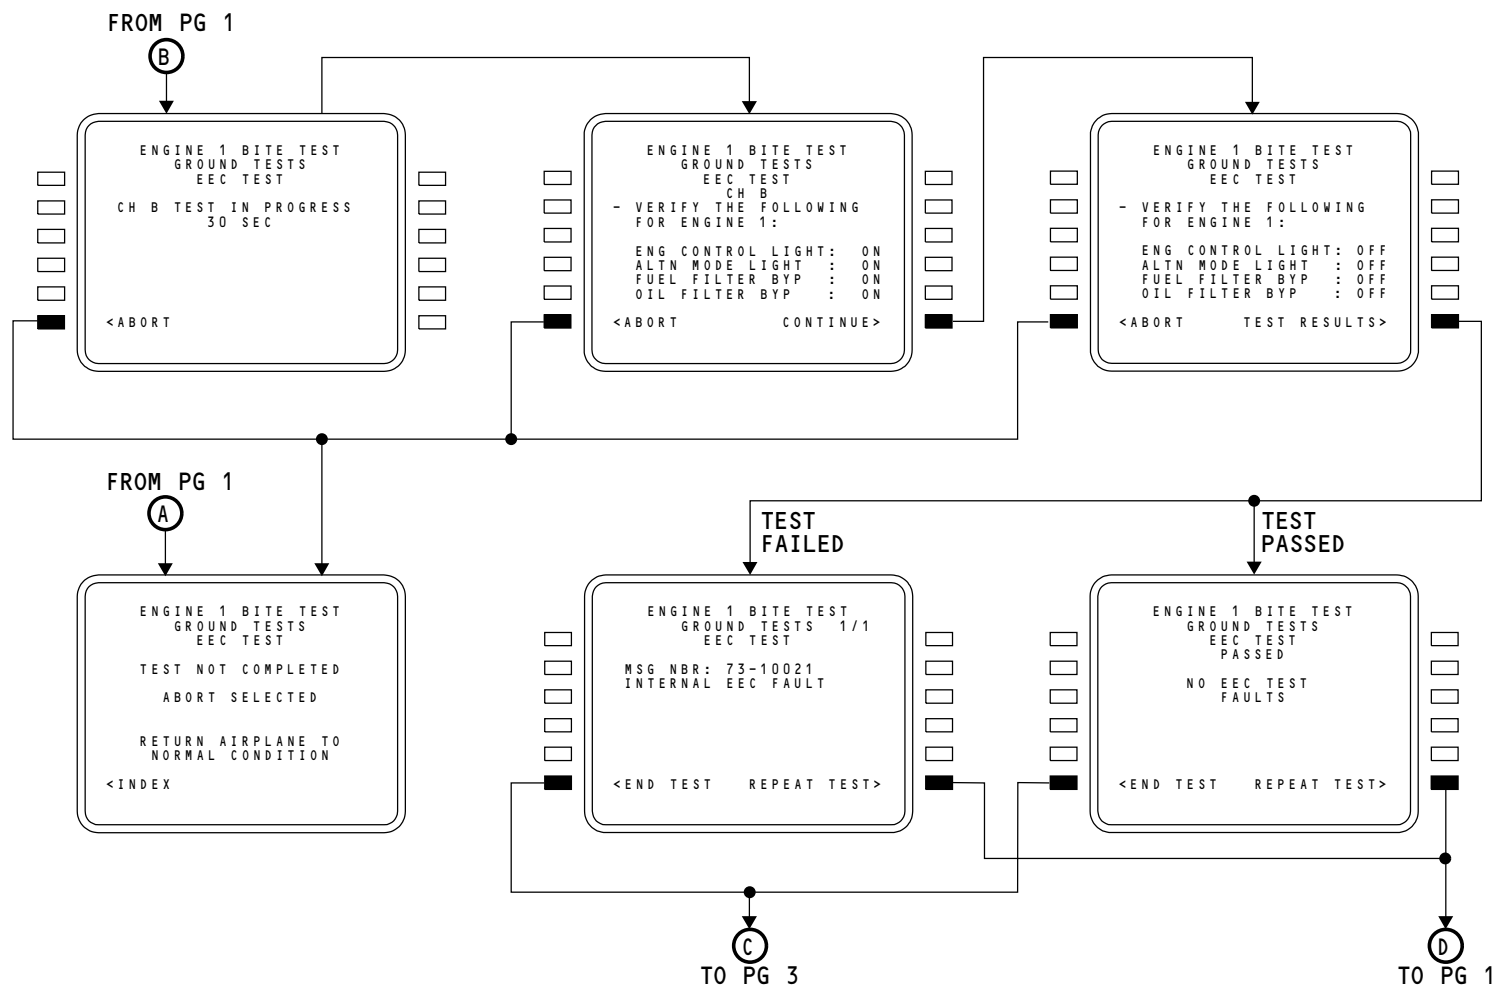 FROM PG 1
B
ENGINE 1 BITE TEST
GROUND TESTS
EEC TEST
CH B TEST IN PROGRESS
30 SEC
<ABORT
ENGINE 1 BITE TEST
GROUND TESTS
EEC TEST
CH B
- VERIFY THE FOLLOWING
FOR ENGINE 1:
ENG CONTROL LIGHT: ON
ALTN MODE LIGHT : ON
FUEL FILTER BYP : ON
OIL FILTER BYP : ON
<ABORT CONTINUE>
ENGINE 1 BITE TEST
GROUND TESTS
EEC TEST
- VERIFY THE FOLLOWING
FOR ENGINE 1:
ENG CONTROL LIGHT: OFF
ALTN MODE LIGHT : OFF
FUEL FILTER BYP : OFF
OIL FILTER BYP : OFF
<ABORT TEST RESULTS>
FROM PG 1
A
ENGINE 1 BITE TEST
GROUND TESTS
EEC TEST
TEST NOT COMPLETED
ABORT SELECTED
RETURN AIRPLANE TO
NORMAL CONDITION
<INDEX
TEST
FAILED
ENGINE 1 BITE TEST
GROUND TESTS 1/1
EEC TEST
MSG NBR: 73-10021
INTERNAL EEC FAULT
<END TEST REPEAT TEST>
TEST
PASSED
ENGINE 1 BITE TEST
GROUND TESTS
EEC TEST
PASSED
NO EEC TEST
FAULTS
<END TEST REPEAT TEST>
C
TO PG 3
D
TO PG 1